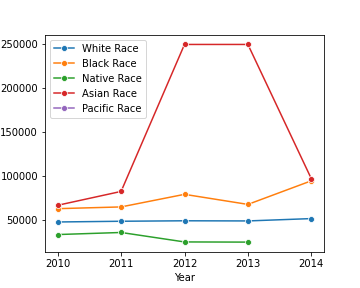 250000
200000
150000
100000
50000
White Race
Black Race
Native Race
Asian Race
Pacific Race
2010 2011 2012 2013 2014
Year